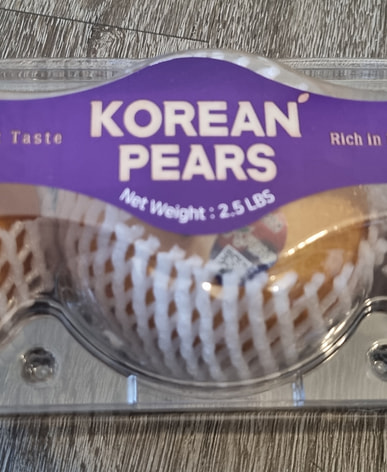 KOREAN
PEARS
Taste
Rich in
Net Weight : 2.5 LBS